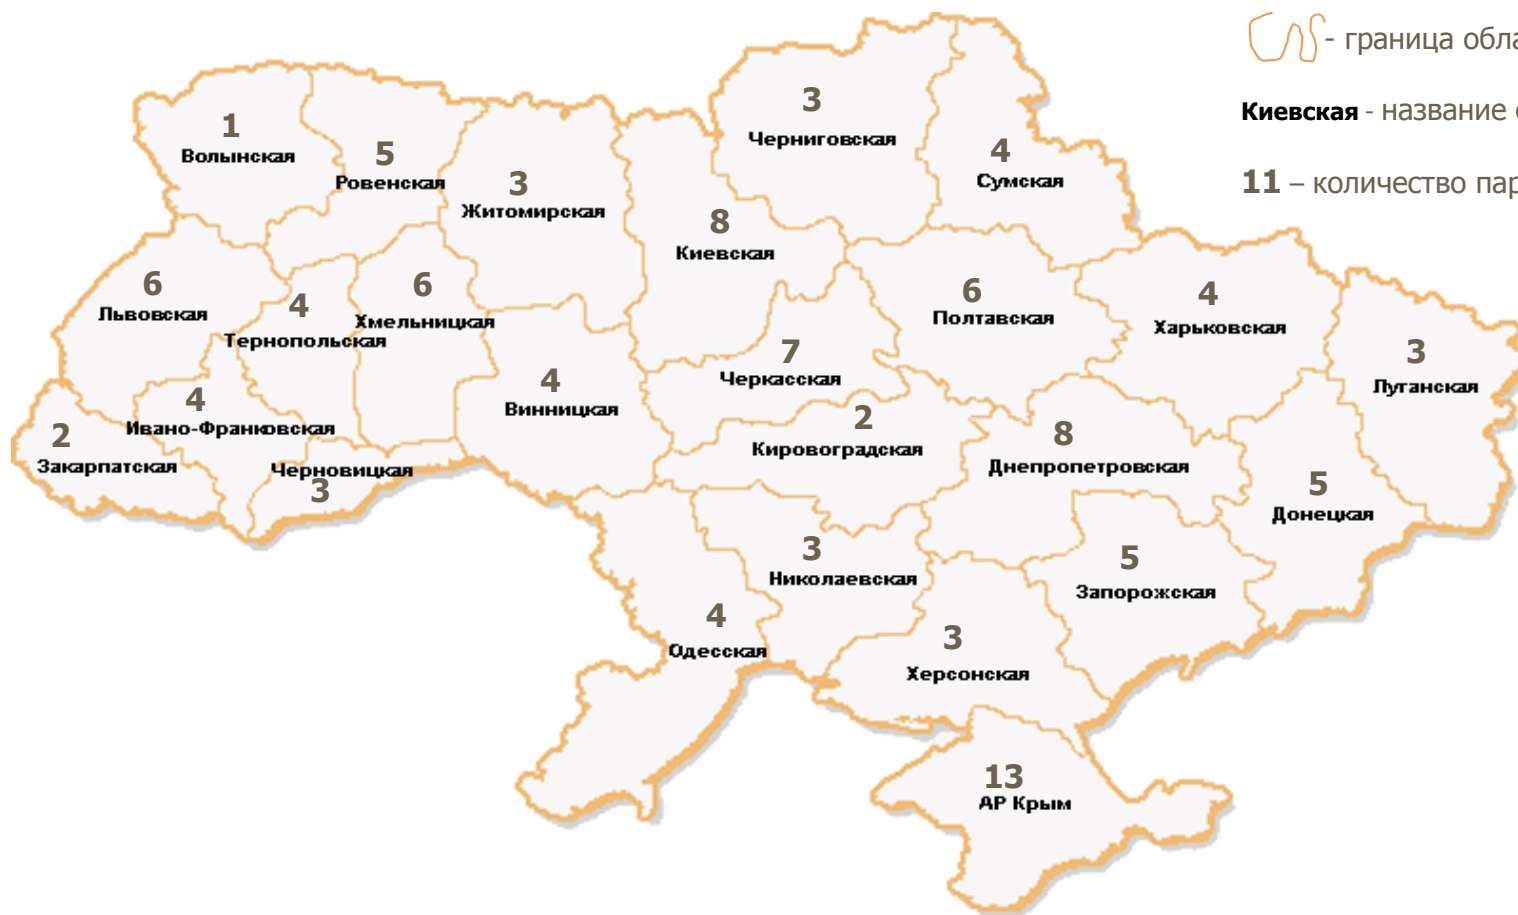 - граница обла
Киевская - название
11 – количество пар
3
Черниговская
1
Волынская
5
Ровенская
4
Сумская
3
Житомирская
8
Киевская
6
Львовская
4
Тернопольская
6
Хмельницкая
6
Полтавская
4
Харьковская
7
Черкасская
3
Луганская
4
Винницкая
4
Ивано-Франковская
2
Закарпатская
Черновицкая
3
2
Кировоградская
8
Днепропетровская
5
Донецкая
3
Николаевская
5
Запорожская
4
Одесская
3
Херсонская
13
АР Крым